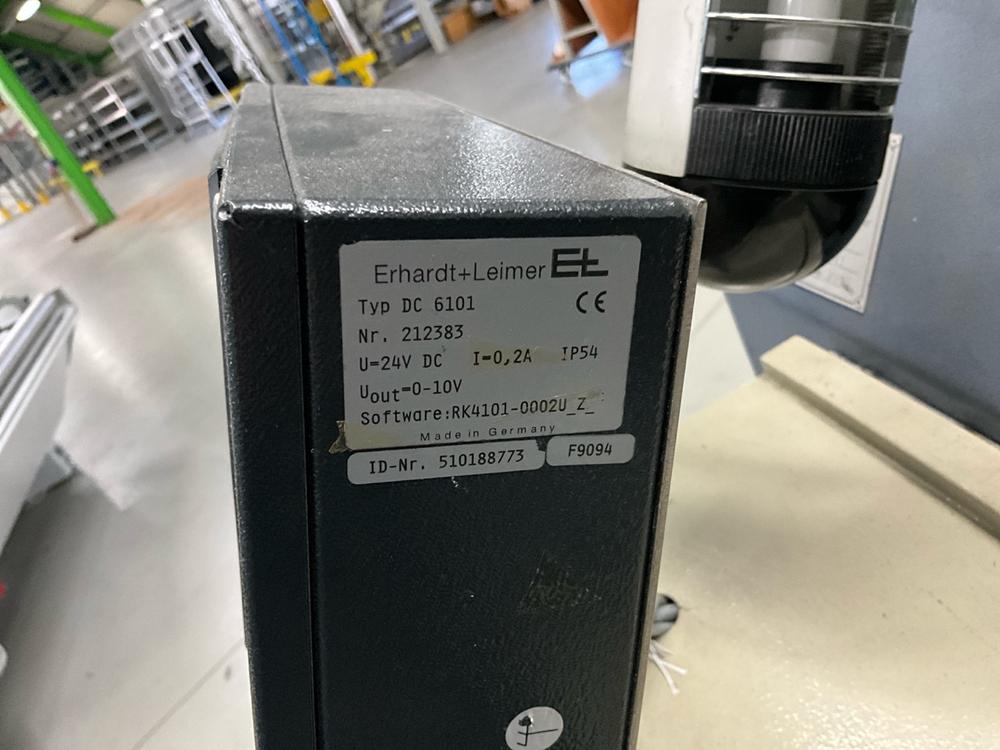 Erhardt+Leimer E+L
Typ DC 6101 CE
Nr. 212383
U=24V DC I=0,2A IP54
Uout=0-10V
Software:RK4101-0002U_Z_
Made in Germany
ID-Nr. 510188773 F9094